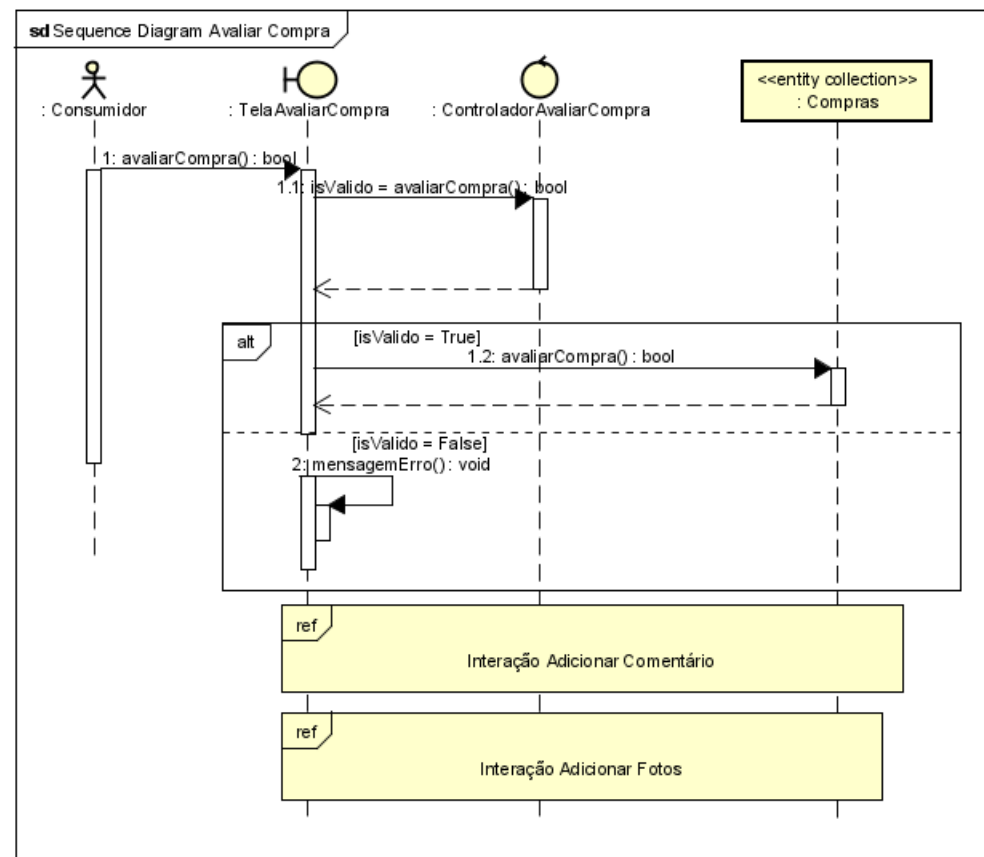 sd Sequence Diagram Avaliar Compra
: Consumidor
: TelaAvaliarCompra
: ControladorAvaliarCompra
<<entity collection>>
: Compras
1: avaliarCompra() : bool
1.1: isValido = avaliarCompra() : bool
alt
[isValido = True]
1.2: avaliarCompra() : bool
[isValido = False]
2: mensagemErro() : void
ref
Interação Adicionar Comentário
ref
Interação Adicionar Fotos